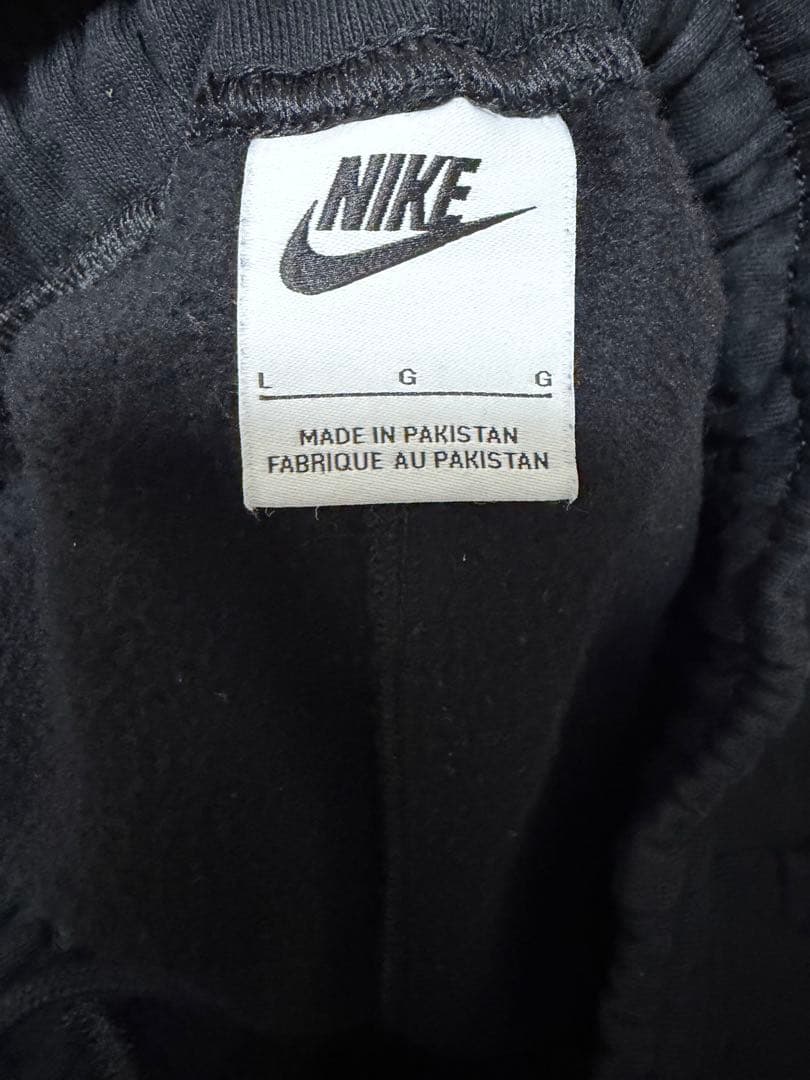 NIKE
L G G
MADE IN PAKISTAN
FABRIQUE AU PAKISTAN